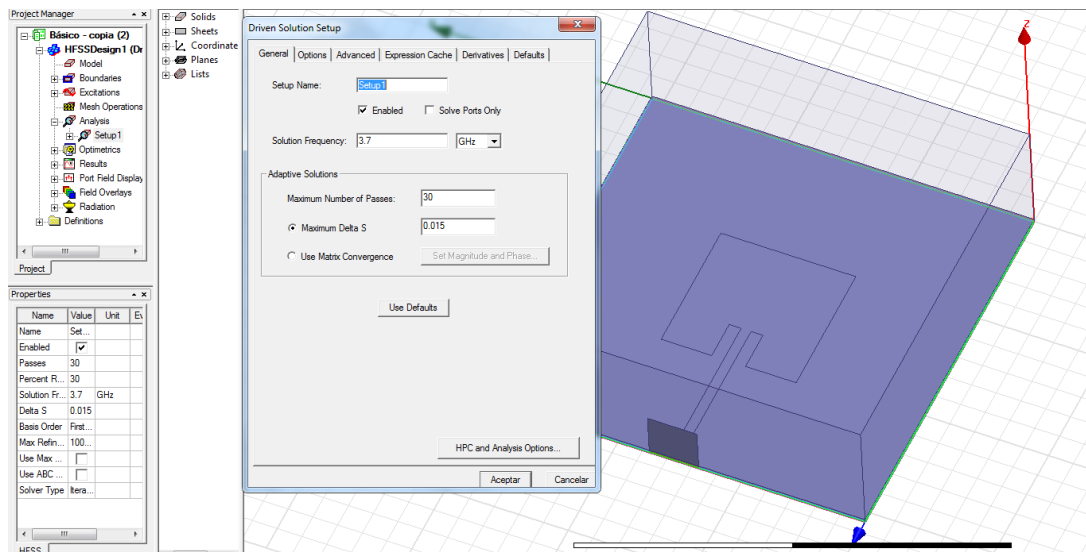 Project Manager
Básico - copia (2)
HFSSDesign1 (Dr
Model
Boundaries
Excitations
Mesh Operations
Analysis
Setup1
Optimetrics
Results
Port Field Display
Field Overlays
Radiation
Definitions
Project
Properties
Name Value Unit Ev
Name Set...
Enabled
Passes 30
Percent R... 30
Solution Fr... 3.7 GHz
Delta S 0.015
Basis Order First...
Max Refin... 100...
Use Max ...
Use ABC ...
Solver Type Itera...
HFSS
Solids
Sheets
Coordinate
Planes
Lists
Driven Solution Setup
General Options Advanced Expression Cache Derivatives Defaults
Setup Name: Setup1
Enabled Solve Ports Only
Solution Frequency: 3.7 GHz
Adaptive Solutions
Maximum Number of Passes: 30
Maximum Delta S 0.015
Use Matrix Convergence Set Magnitude and Phase...
Use Defaults
HPC and Analysis Options...
Aceptar Cancelar
z